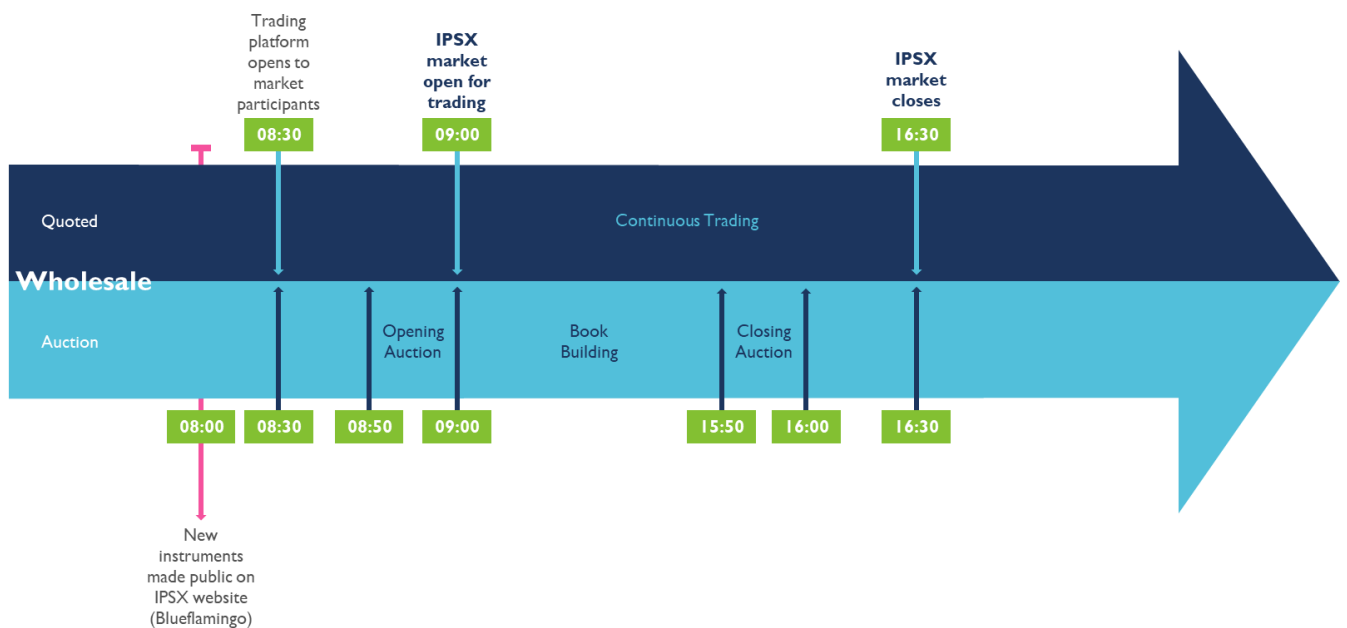 Trading
platform
opens to
market
participants
08:30
IPSX
market
open for
trading
09:00
IPSX
market
closes
16:30
Quoted
Continuous Trading
Wholesale
Auction
Opening
Auction
Book
Building
Closing
Auction
08:00
08:30
08:50
09:00
15:50
16:00
16:30
New
instruments
made public on
IPSX website
(Blueflamingo)